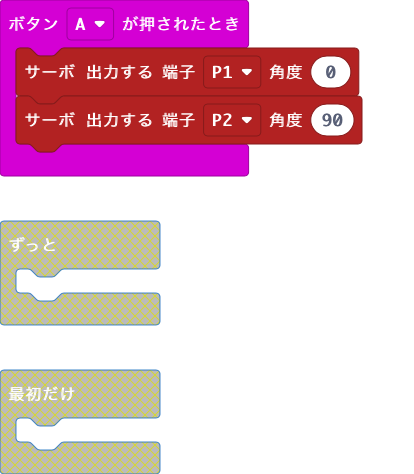 ボタン A が押されたとき
サーボ 出力する 端子 P1 角度 0
サーボ 出力する 端子 P2 角度 90
ずっと
最初だけ